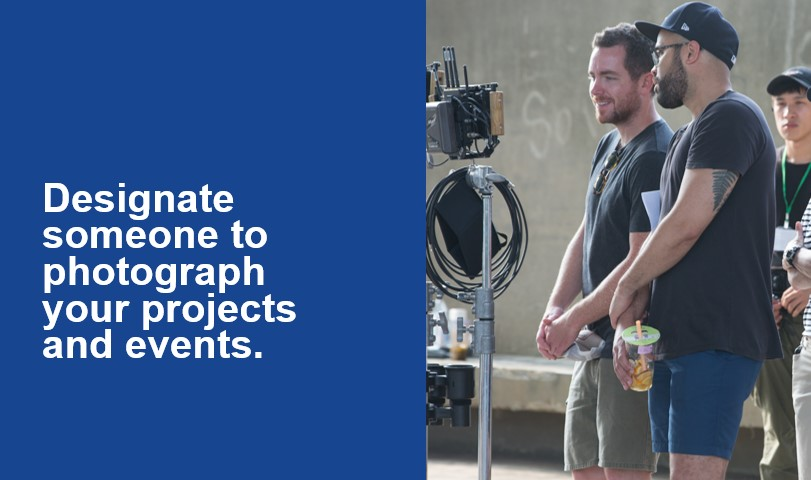 Designate
someone to
photograph
your projects
and events.